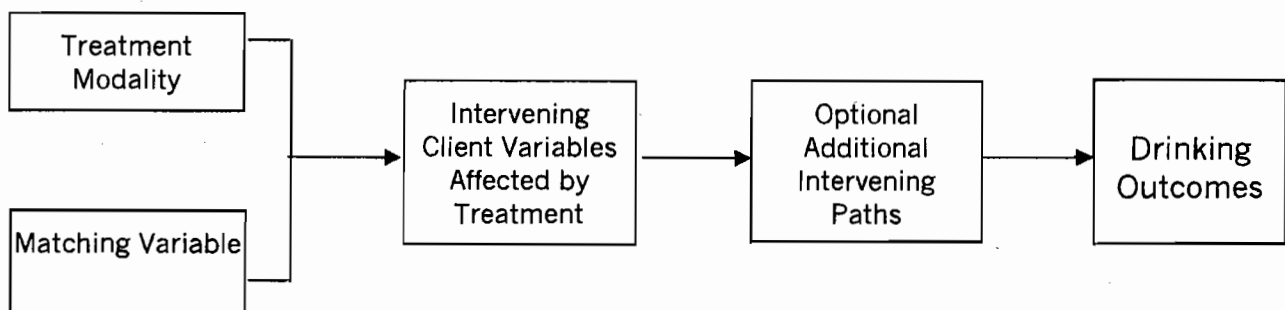 Treatment
Modality
Matching Variable
Intervening
Client Variables
Affected by
Treatment
Optional
Additional
Intervening
Paths
Drinking
Outcomes